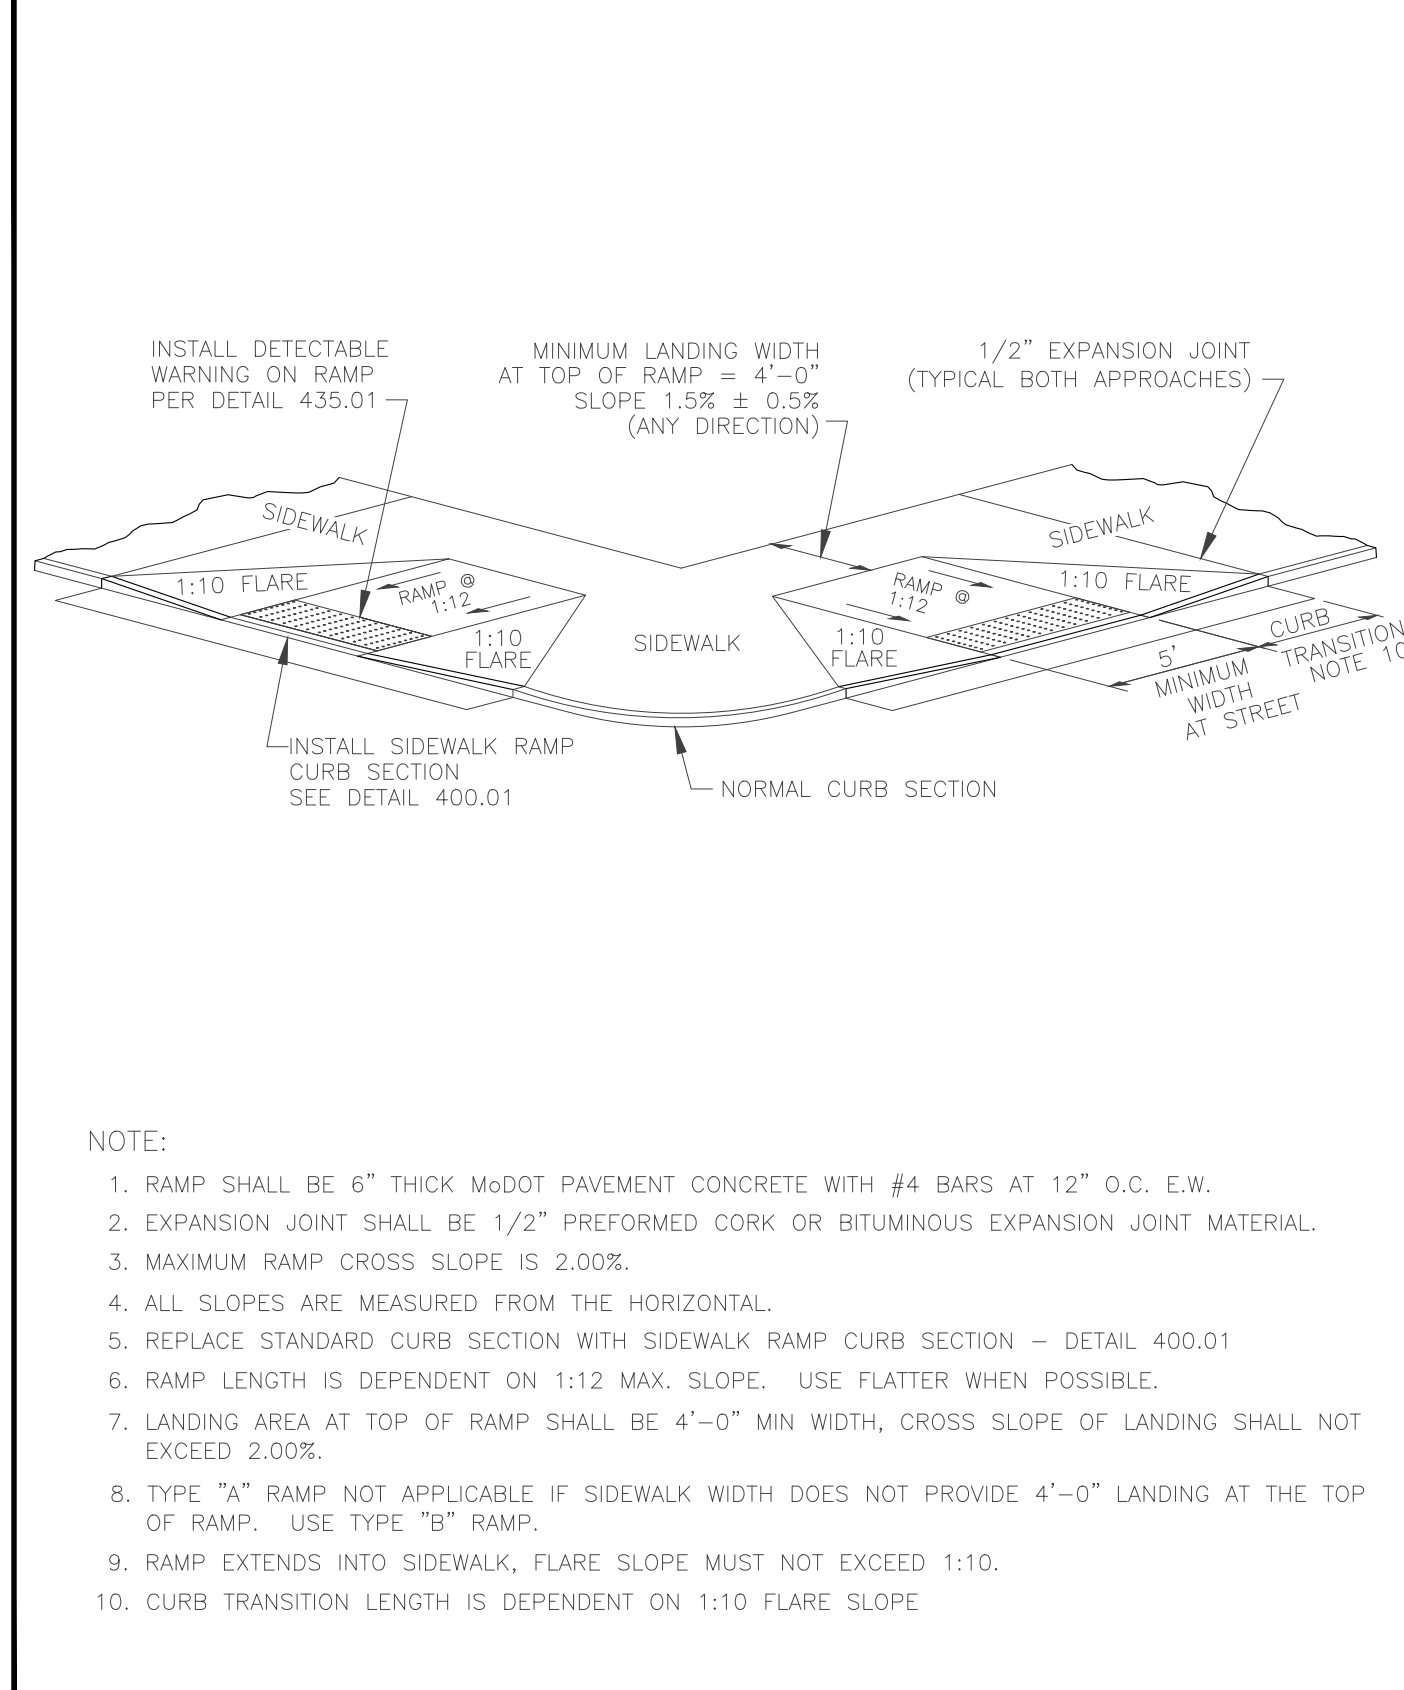 INSTALL DETECTABLE
WARNING ON RAMP
PER DETAIL 435.01
MINIMUM LANDING WIDTH
AT TOP OF RAMP = 4'-0"
SLOPE 1.5% ± 0.5%
(ANY DIRECTION)
1/2" EXPANSION JOINT
(TYPICAL BOTH APPROACHES)
SIDEWALK
SIDEWALK
1:10 FLARE
RAMP @
1:12
RAMP @
1:12
1:10 FLARE
1:10
FLARE
SIDEWALK
1:10
FLARE
5'
MINIMUM
WIDTH
AT STREET
CURB
TRANSITION
NOTE 10
INSTALL SIDEWALK RAMP
CURB SECTION
SEE DETAIL 400.01
NORMAL CURB SECTION
NOTE:
1. RAMP SHALL BE 6" THICK MoDOT PAVEMENT CONCRETE WITH #4 BARS AT 12" O.C. E.W.
2. EXPANSION JOINT SHALL BE 1/2" PREFORMED CORK OR BITUMINOUS EXPANSION JOINT MATERIAL.
3. MAXIMUM RAMP CROSS SLOPE IS 2.00%.
4. ALL SLOPES ARE MEASURED FROM THE HORIZONTAL.
5. REPLACE STANDARD CURB SECTION WITH SIDEWALK RAMP CURB SECTION - DETAIL 400.01
6. RAMP LENGTH IS DEPENDENT ON 1:12 MAX. SLOPE. USE FLATTER WHEN POSSIBLE.
7. LANDING AREA AT TOP OF RAMP SHALL BE 4'-0" MIN WIDTH, CROSS SLOPE OF LANDING SHALL NOT
EXCEED 2.00%.
8. TYPE "A" RAMP NOT APPLICABLE IF SIDEWALK WIDTH DOES NOT PROVIDE 4'-0" LANDING AT THE TOP
OF RAMP. USE TYPE "B" RAMP.
9. RAMP EXTENDS INTO SIDEWALK, FLARE SLOPE MUST NOT EXCEED 1:10.
10. CURB TRANSITION LENGTH IS DEPENDENT ON 1:10 FLARE SLOPE